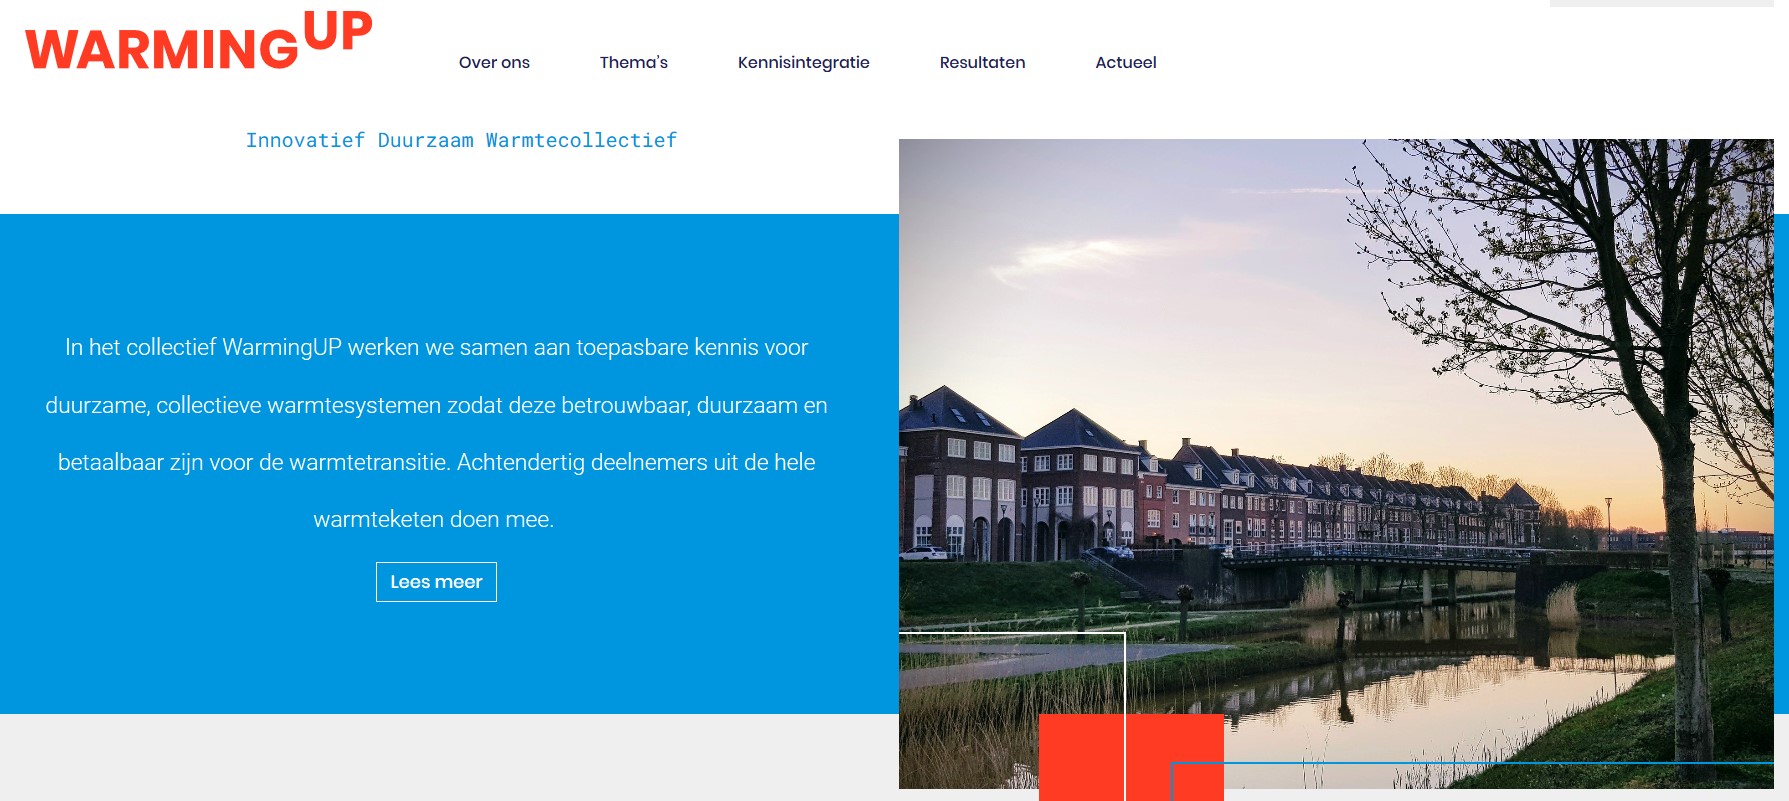 WARMINGUP
Over ons
Thema's
Kennisintegratie
Resultaten
Actueel
Innovatief Duurzaam Warmtecollectief
In het collectief WarmingUP werken we samen aan toepasbare kennis voor
duurzame, collectieve warmtesystemen zodat deze betrouwbaar, duurzaam en
betaalbaar zijn voor de warmtetransitie. Achtendertig deelnemers uit de hele
warmteketen doen mee.
Lees meer